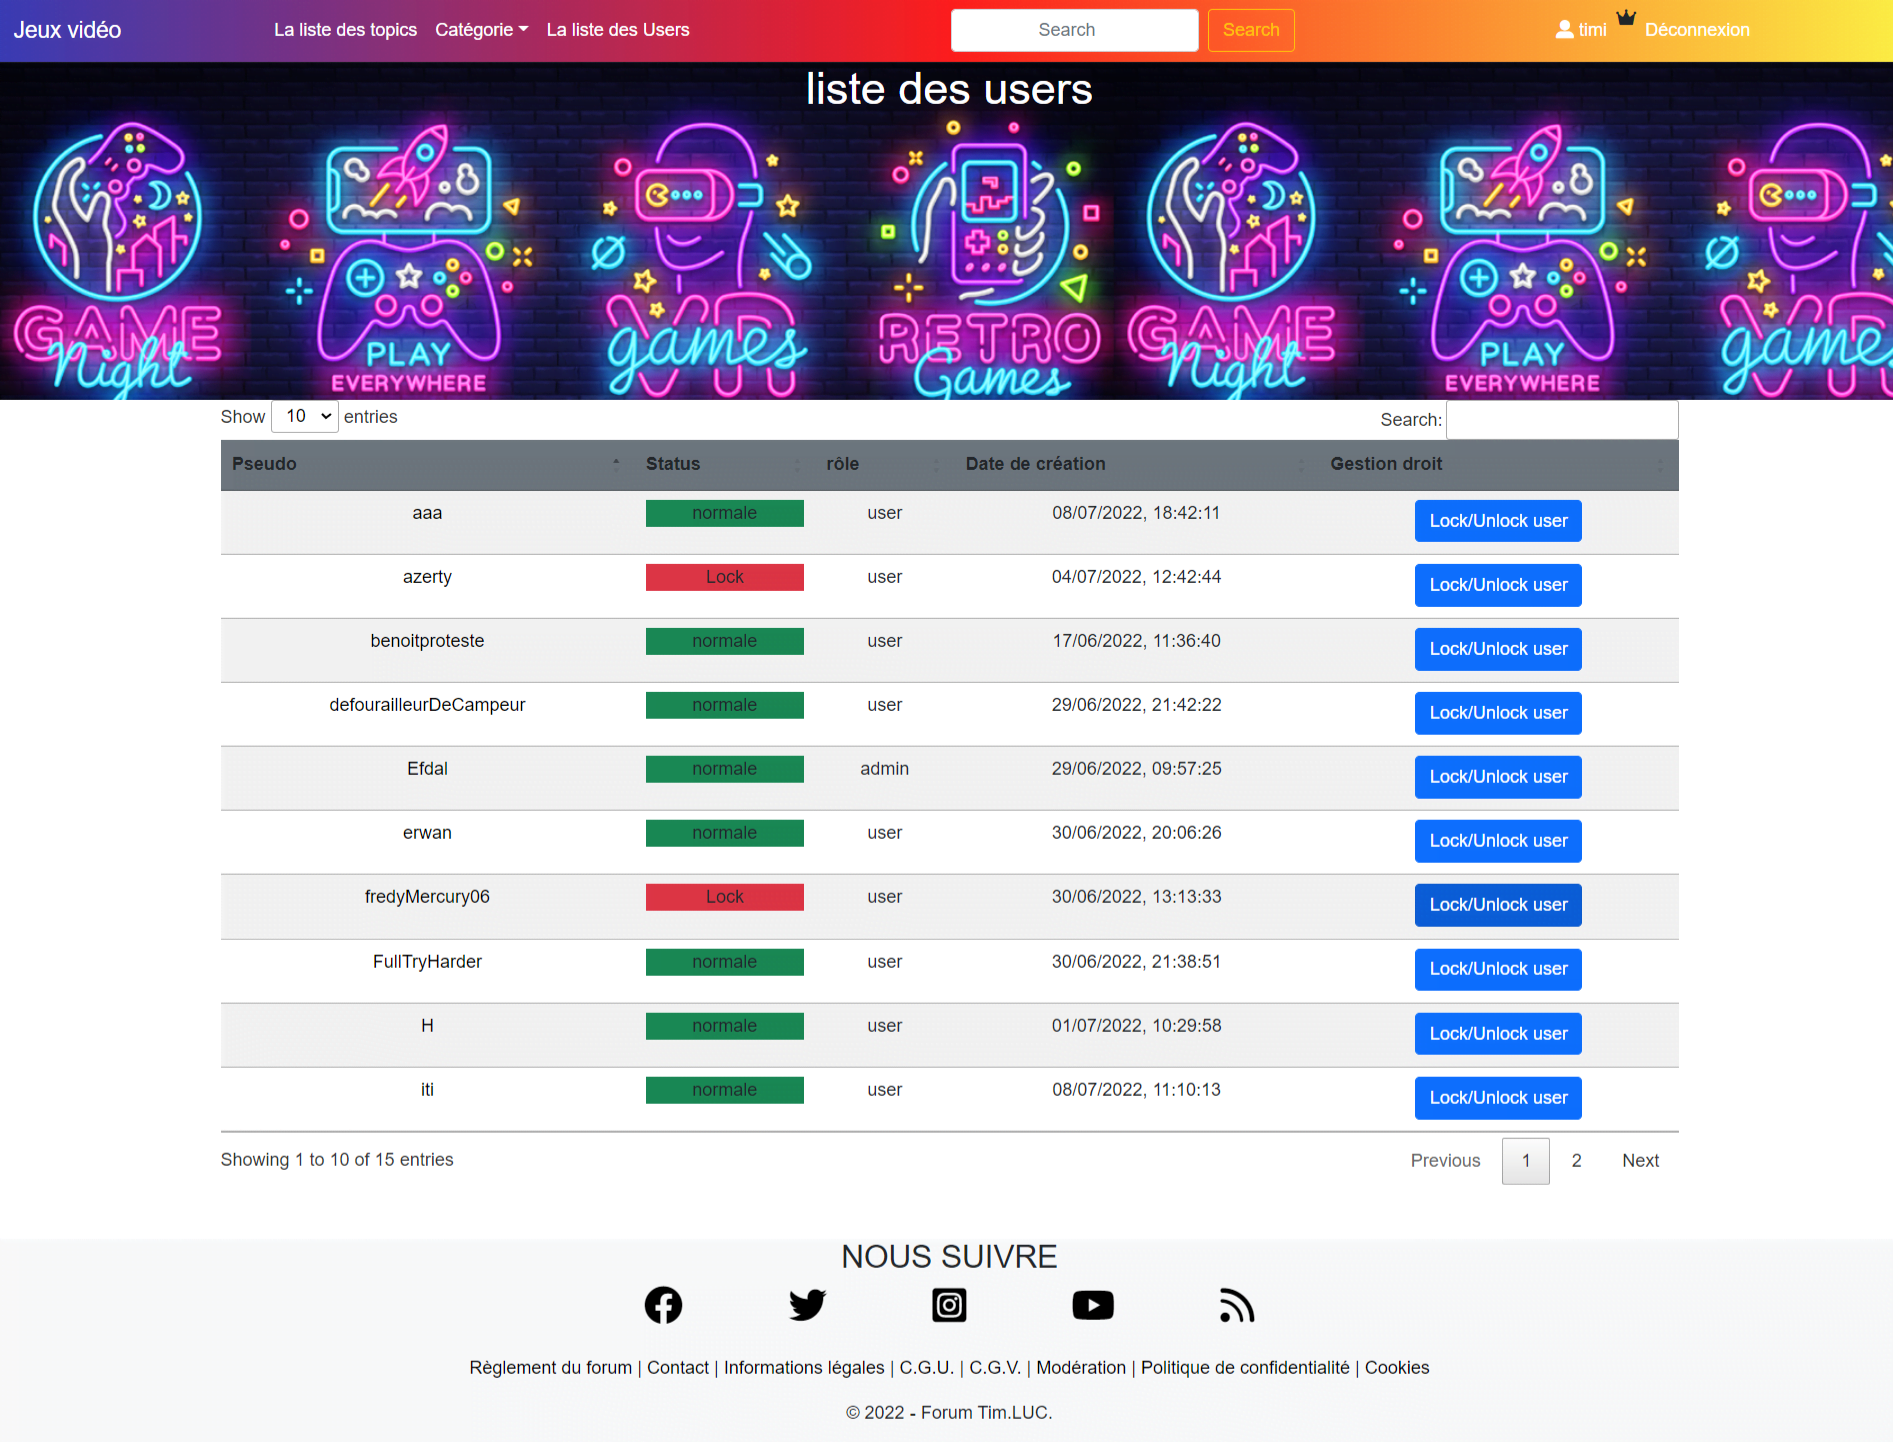 Jeux vidéo La liste des topics Catégorie La liste des Users Search Search timi Déconnexion
liste des users
GAME Night PLAY EVERYWHERE VR games RETRO Games GAME Night PLAY EVERYWHERE VR game
Show 10 entries Search:
Pseudo Status rôle Date de création Gestion droit
aaa normale user 08/07/2022, 18:42:11 Lock/Unlock user
azerty Lock user 04/07/2022, 12:42:44 Lock/Unlock user
benoitproteste normale user 17/06/2022, 11:36:40 Lock/Unlock user
defourailleurDeCampeur normale user 29/06/2022, 21:42:22 Lock/Unlock user
Efdal normale admin 29/06/2022, 09:57:25 Lock/Unlock user
erwan normale user 30/06/2022, 20:06:26 Lock/Unlock user
fredyMercury06 Lock user 30/06/2022, 13:13:33 Lock/Unlock user
FullTryHarder normale user 30/06/2022, 21:38:51 Lock/Unlock user
H normale user 01/07/2022, 10:29:58 Lock/Unlock user
iti normale user 08/07/2022, 11:10:13 Lock/Unlock user
Showing 1 to 10 of 15 entries Previous 1 2 Next
NOUS SUIVRE
Règlement du forum | Contact | Informations légales | C.G.U. | C.G.V. | Modération | Politique de confidentialité | Cookies
© 2022 - Forum Tim.LUC.